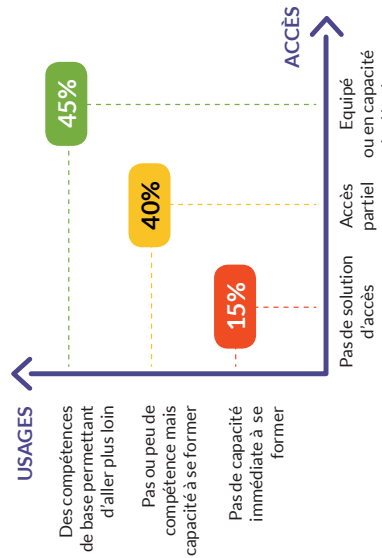 USAGES
Des compétences
de base permettant
d'aller plus loin
Pas ou peu de
compétence mais
capacité à se former
Pas de capacité
immédiate à se
former
45%
40%
15%
ACCÈS
Pas de solution
d'accès
Accès
partiel
Equipé
ou en capacité